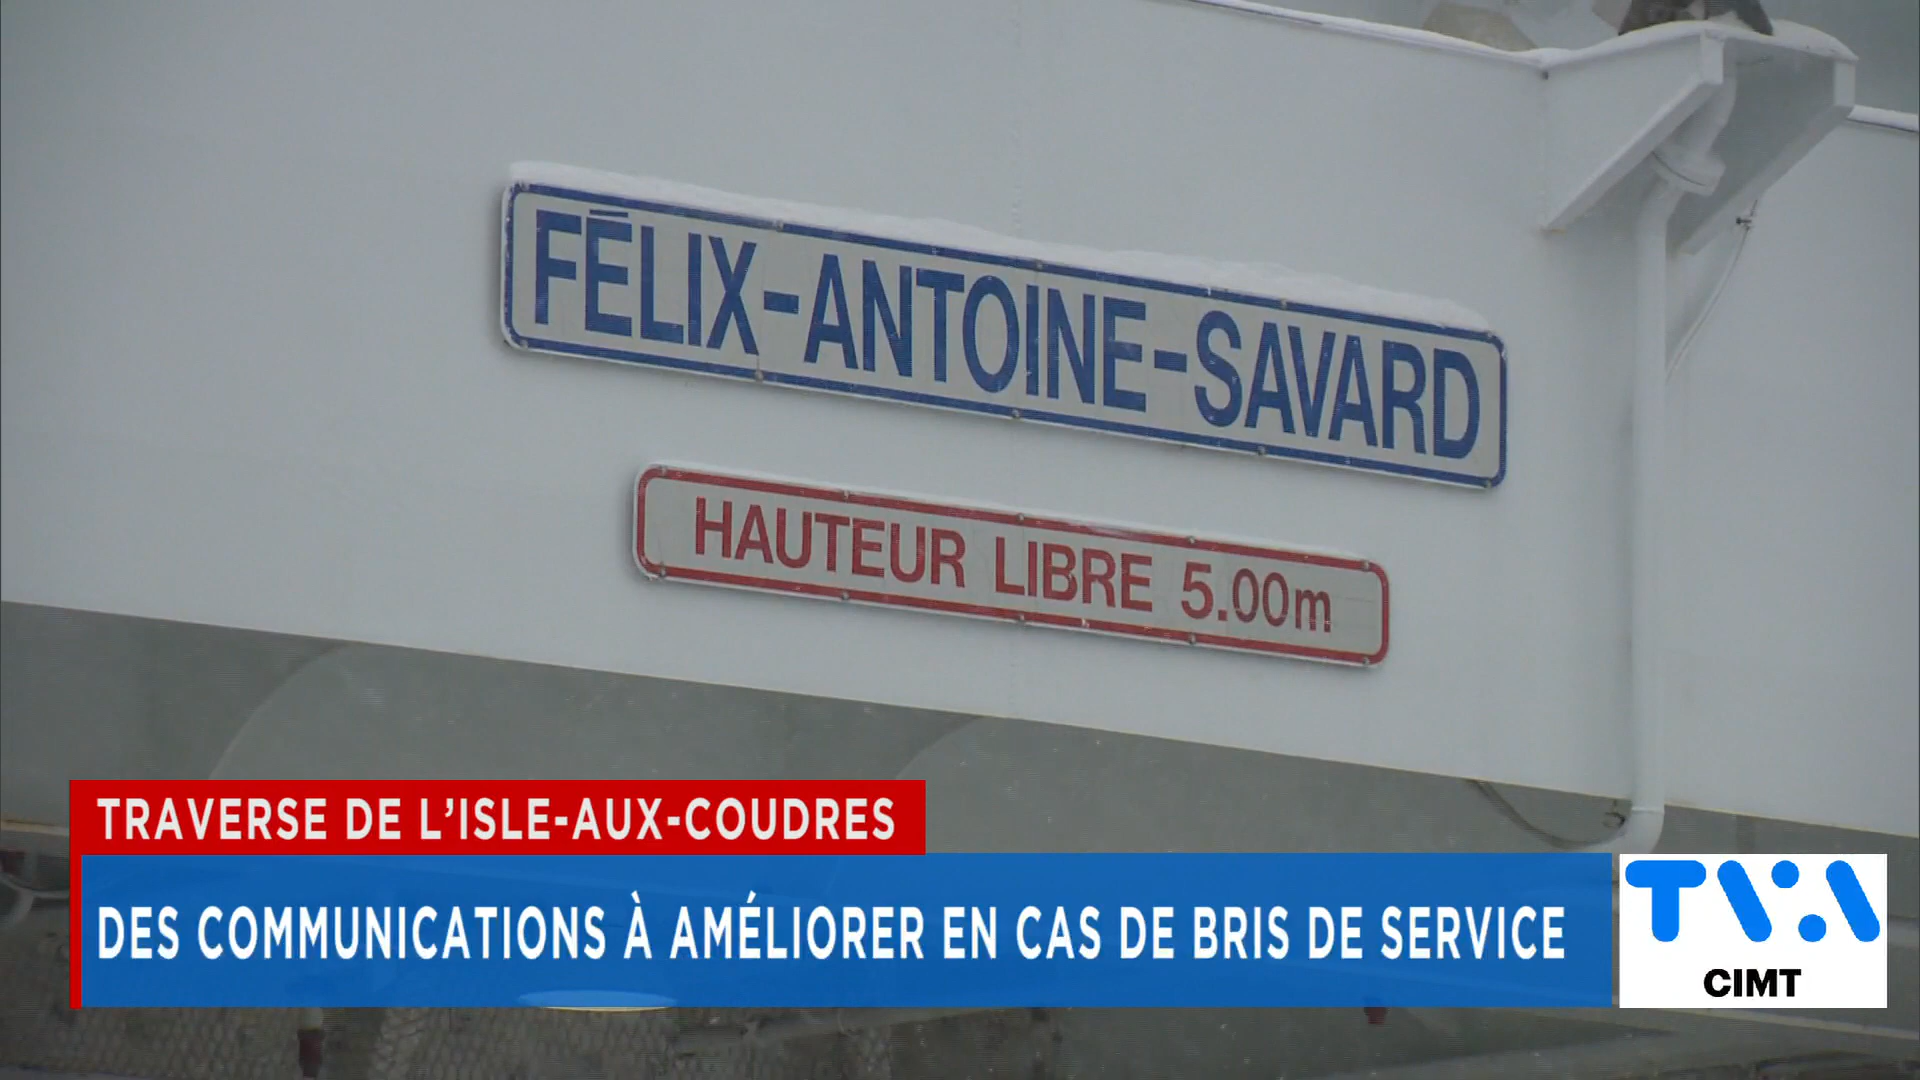 FÉLIX-ANTOINE-SAVARD
HAUTEUR LIBRE 5.00m
TRAVERSE DE L'ISLE-AUX-COUDRES
DES COMMUNICATIONS À AMÉLIORER EN CAS DE BRIS DE SERVICE
TVA
CIMT